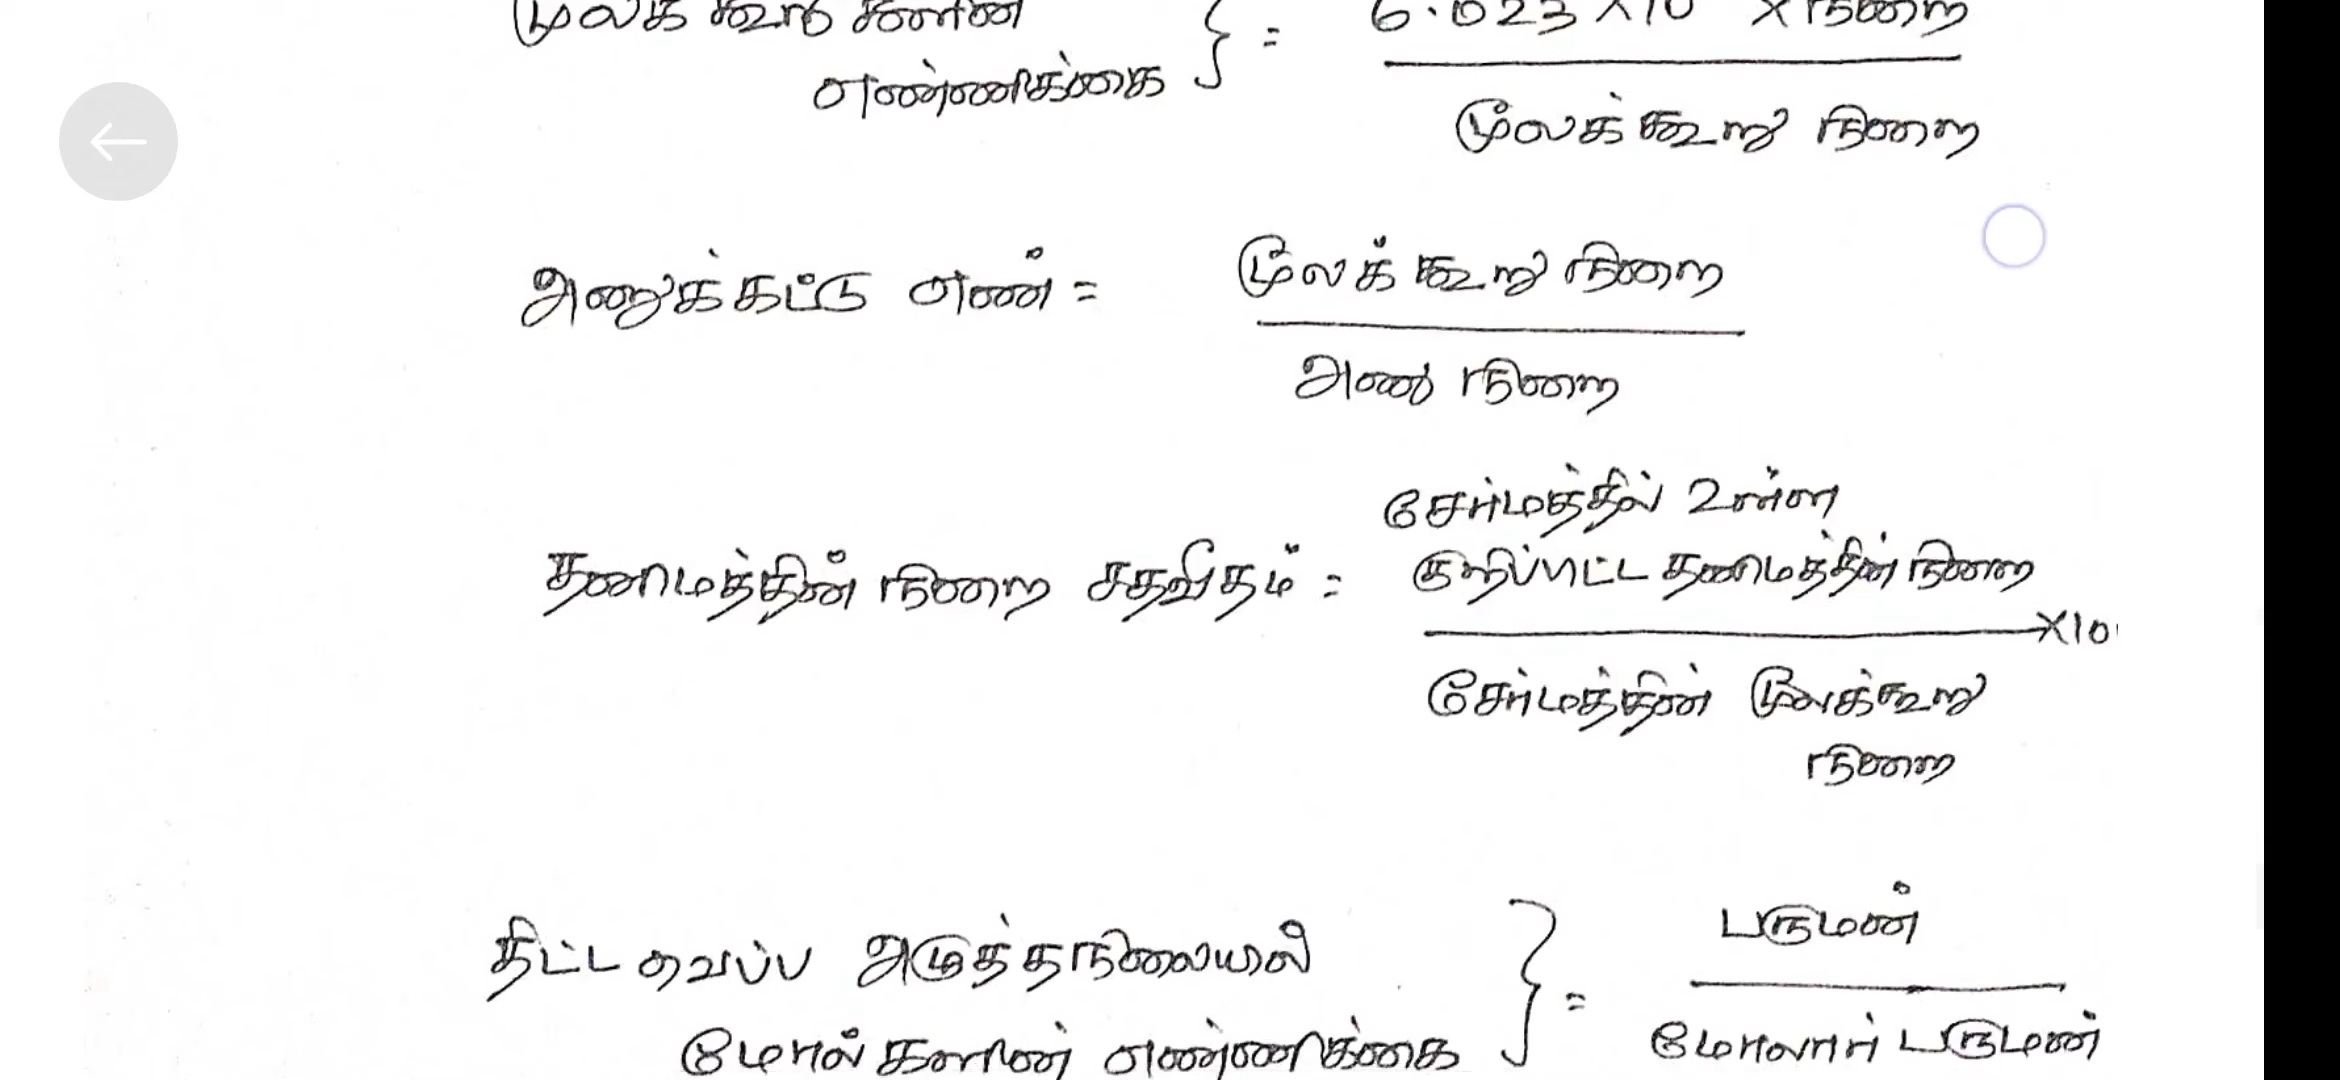 மூலக்கூறுகளின் } = 6.023 × 10 × நிறை
எண்ணிக்கை
மூலக்கூறு நிறை
அணுக்கட்டு எண் = மூலக்கூறு நிறை
அணு நிறை
சேர்மத்தில் உள்ள
தனிமத்தின் நிறை சதவீதம் = குறிப்பிட்ட தனிமத்தின் நிறை
×10
சேர்மத்தின் மூலக்கூறு
நிறை
திட்ட வெப்ப அழுத்தநிலையில் } = பருமன்
மோல்களின் எண்ணிக்கை
மோலார் பருமன்